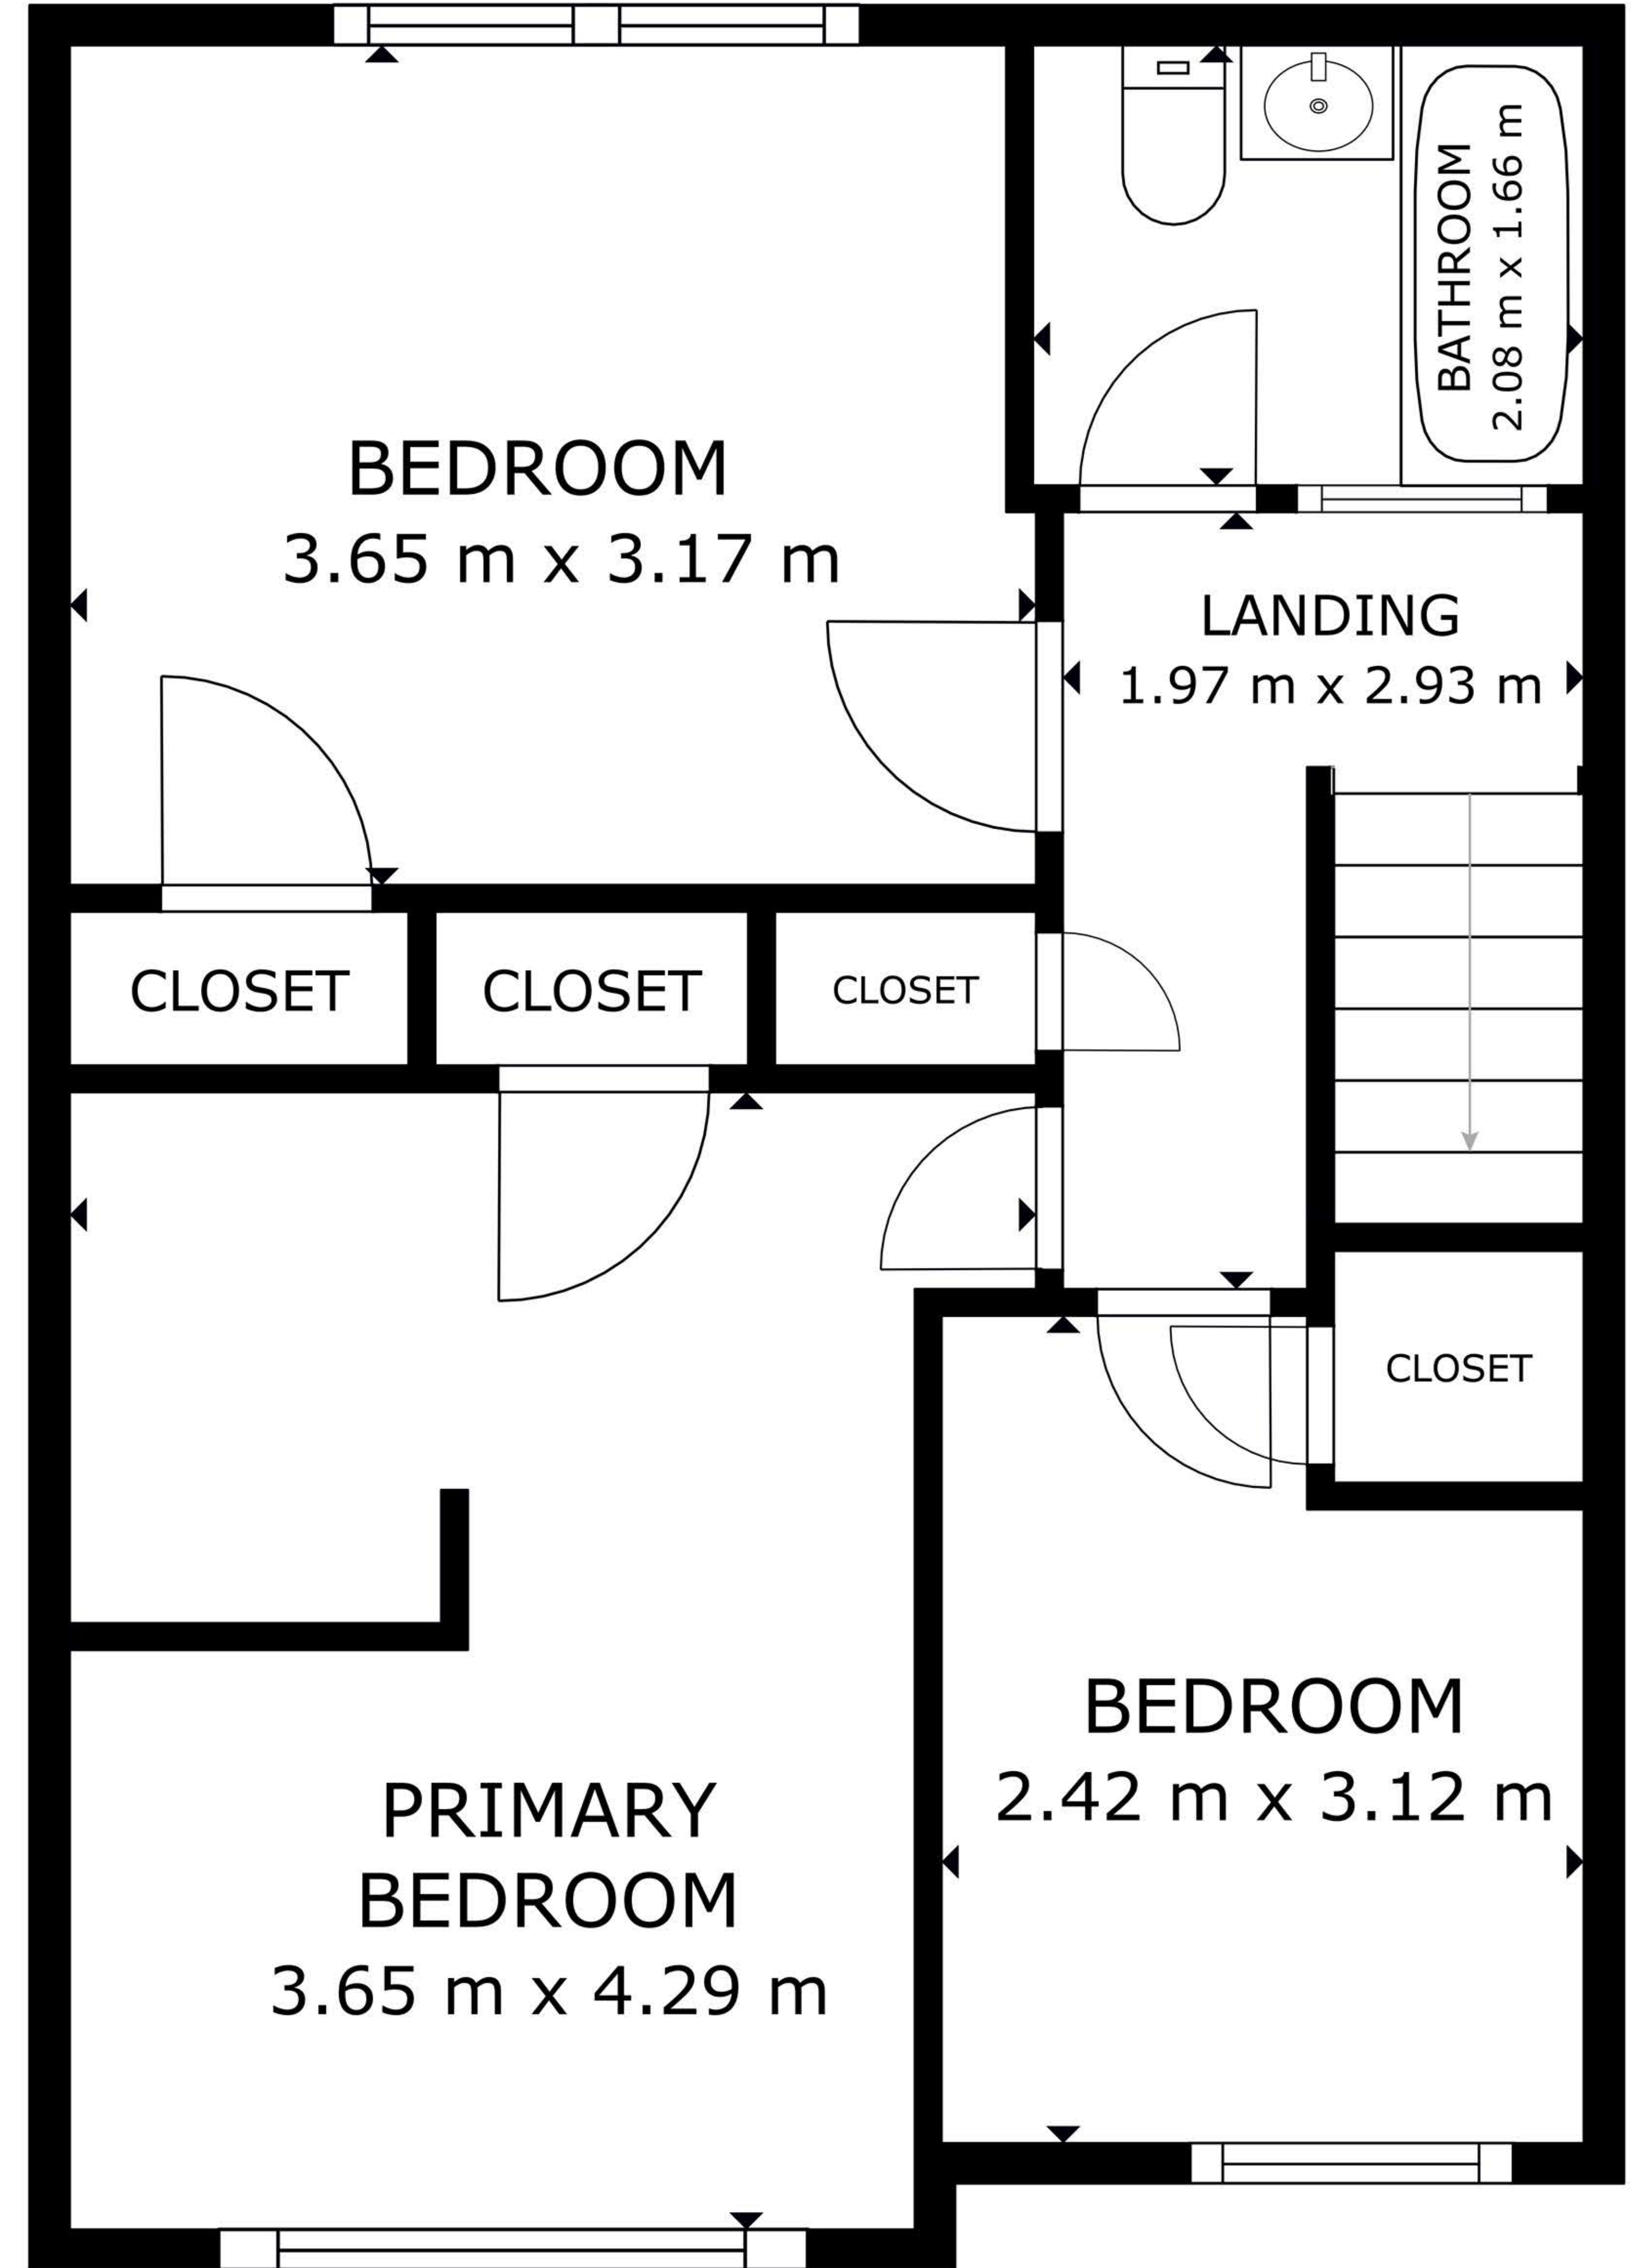 BEDROOM
3.65 m x 3.17 m
BATHROOM
2.08 m x 1.66 m
LANDING
1.97 m x 2.93 m
CLOSET
CLOSET
CLOSET
CLOSET
BEDROOM
2.42 m x 3.12 m
PRIMARY
BEDROOM
3.65 m x 4.29 m